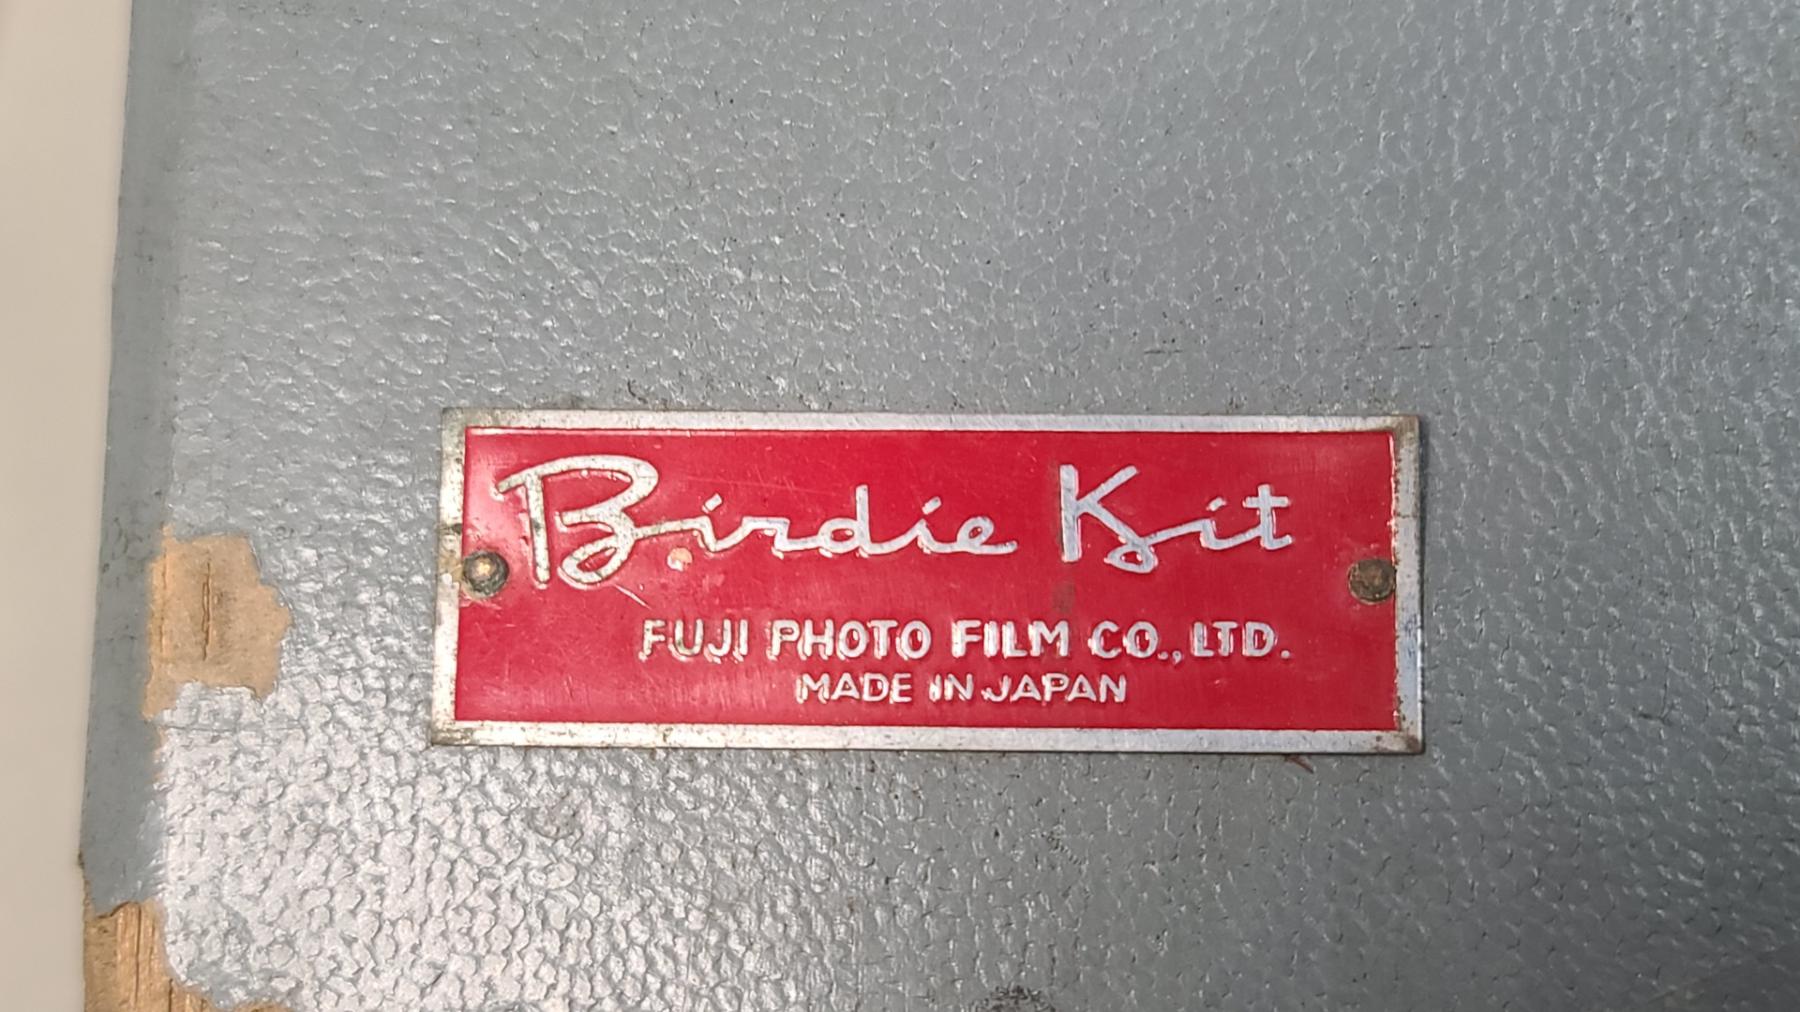 Birdie Kit
FUJI PHOTO FILM CO., LTD.
MADE IN JAPAN